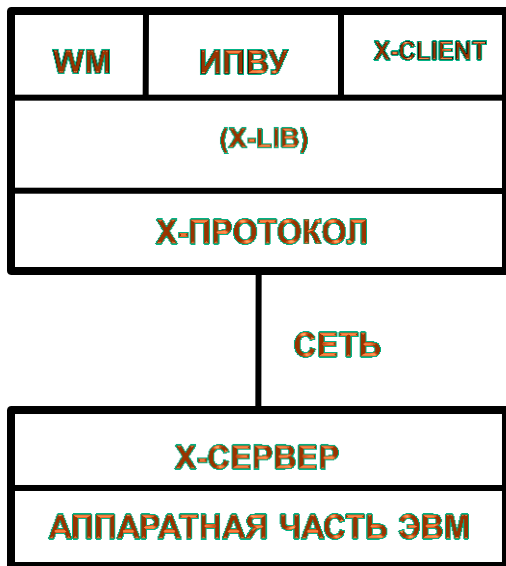 WM
ИПВУ
X-CLIENT
(X-LIB)
X-ПРОТОКОЛ
СЕТЬ
X-СЕРВЕР
АППАРАТНАЯ ЧАСТЬ ЭВМ